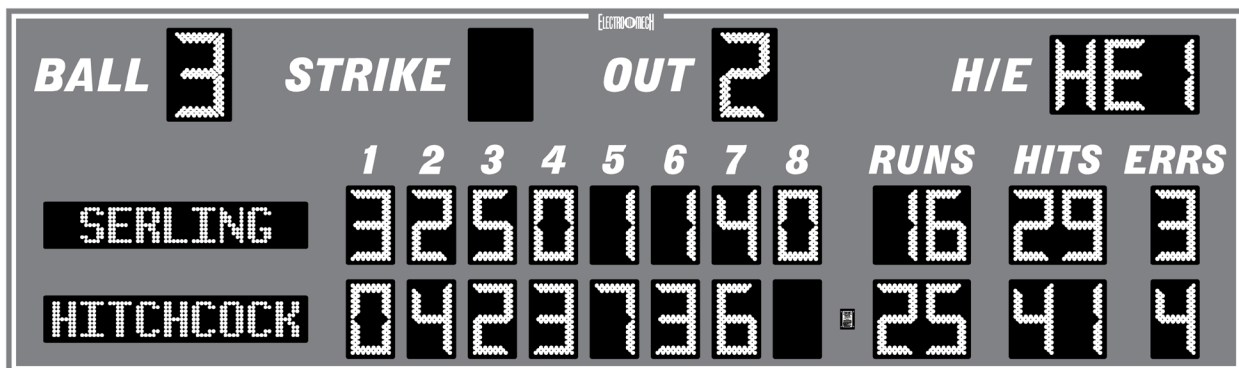 ELECTRO-MECH
BALL 3 STRIKE OUT 2 H/E HE 1
1 2 3 4 5 6 7 8 RUNS HITS ERRS
SERLING 3 2 5 0 1 1 4 0 16 29 3
HITCHCOCK 0 4 2 3 7 3 6 25 41 4